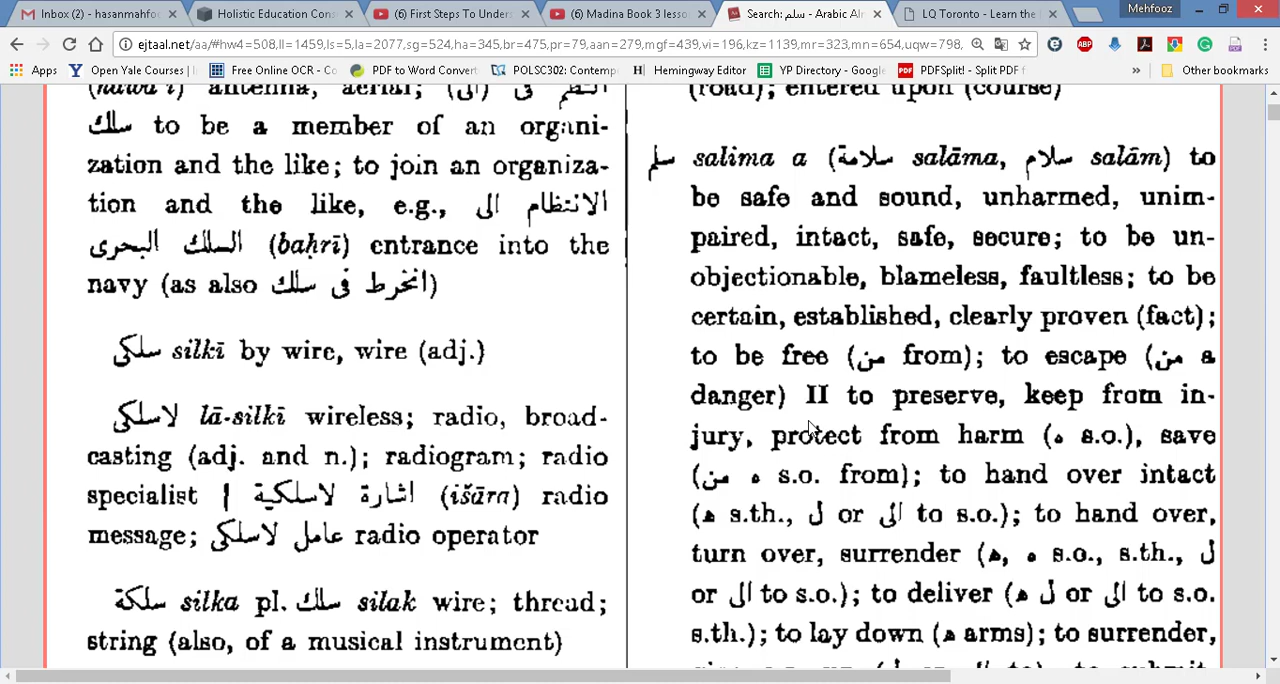 Inbox (2) - hasanmahfo
Holistic Education Con
(6) First Steps To Under
(6) Madina Book 3 lesso
Search: سلم - Arabic Al
LQ Toronto - Learn the
Mehfooz
ejtaal.net/aa/#hw4=508,ll=1459,ls=5,la=2077,sg=524,ha=345,br=475,pr=79,aan=279,mgf=439,vi=196,kz=1139,mr=323,mn=654,uqw=798,
Apps
Open Yale Courses
Free Online OCR - Co
PDF to Word Convert
POLSC302: Contemp
Hemingway Editor
YP Directory - Google
PDFSplit! - Split PDF f
Other bookmarks
(hawā'ī) antenna, aerial; (الى) انتظم فى
سلك to be a member of an organi-
zation and the like; to join an organiza-
tion and the like, e.g., الانتظام الى
السلك البحرى (baḥrī) entrance into the
navy (as also انخرط فى سلك)
سلكى silkī by wire, wire (adj.)
لاسلكى lā-silkī wireless; radio, broad-
casting (adj. and n.); radiogram; radio
specialist | اشارة لاسلكية (išāra) radio
message; عامل لاسلكى radio operator
سلكة silka pl. سلك silak wire; thread;
string (also, of a musical instrument)
(road); entered upon (course)
سلم salima a (سلامة salāma, سلام salām) to
be safe and sound, unharmed, unim-
paired, intact, safe, secure; to be un-
objectionable, blameless, faultless; to be
certain, established, clearly proven (fact);
to be free (من from); to escape (من a
danger) II to preserve, keep from in-
jury, protect from harm (ه s.o.), save
(ه من s.o. from); to hand over intact
(ھ s.th., ل or الى to s.o.); to hand over,
turn over, surrender (ھ, ه s.o., s.th., ل
or الى to s.o.); to deliver (ھ ل or الى to s.o.
s.th.); to lay down (ھ arms); to surrender,